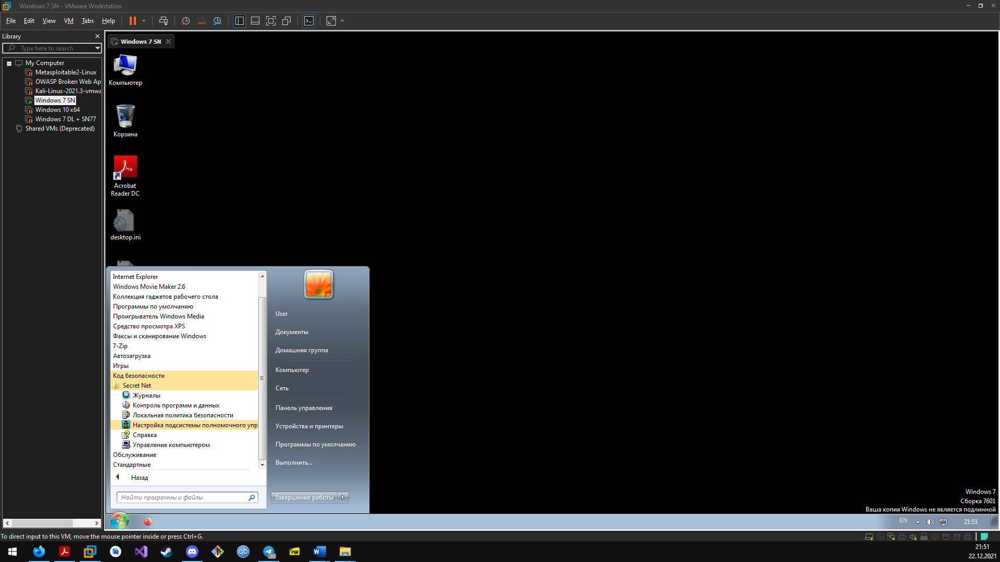 Windows 7 SN - VMware Workstation
File Edit View VM Tabs Help
Library
Type here to search
My Computer
Metasploitable2-Linux
OWASP Broken Web Ap
Kali-Linux-2021.3-vmwa
Windows 7 SN
Windows 10 x64
Windows 7 DL + SN77
Shared VMs (Deprecated)
Windows 7 SN
Компьютер
Корзина
Acrobat
Reader DC
desktop.ini
Internet Explorer
Windows Movie Maker 2.6
Коллекция гаджетов рабочего стола
Программы по умолчанию
Проигрыватель Windows Media
Средство просмотра XPS
Факсы и сканирование Windows
7-Zip
Автозагрузка
Игры
Код безопасности
Secret Net
Журналы
Контроль программ и данных
Локальная политика безопасности
Настройка подсистемы полномочного упр
Справка
Управление компьютером
Обслуживание
Стандартные
Назад
Найти программы и файлы
User
Документы
Домашняя группа
Компьютер
Сеть
Панель управления
Устройства и принтеры
Программы по умолчанию
Выполнить...
Завершение работы
Windows 7
Сборка 7601
Ваша копия Windows не является подлинной
EN
21:51
To direct input to this VM, move the mouse pointer inside or press Ctrl+G.
qb
35
PDF
W
21:51
22.12.2021